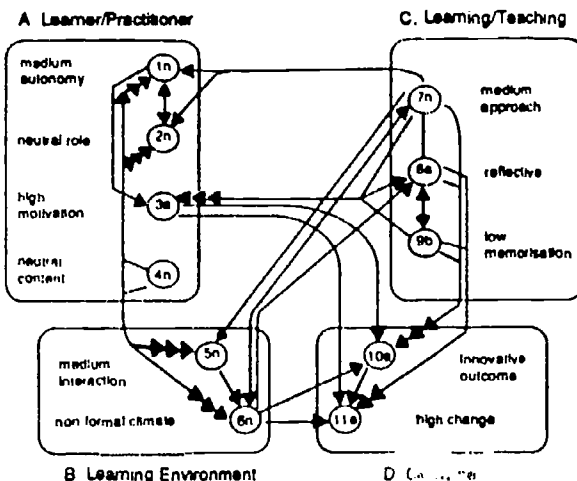 A Learner/Practitioner
medium
autonomy
neutral role
high
motivation
neutral
content
1n
2n
3a
4n
C. Learning/Teaching
medium
approach
reflective
low
memorisation
7n
8a
9b
5n
6n
medium
interaction
non formal climate
B Learning Environment
10a
11a
innovative
outcome
high change
D